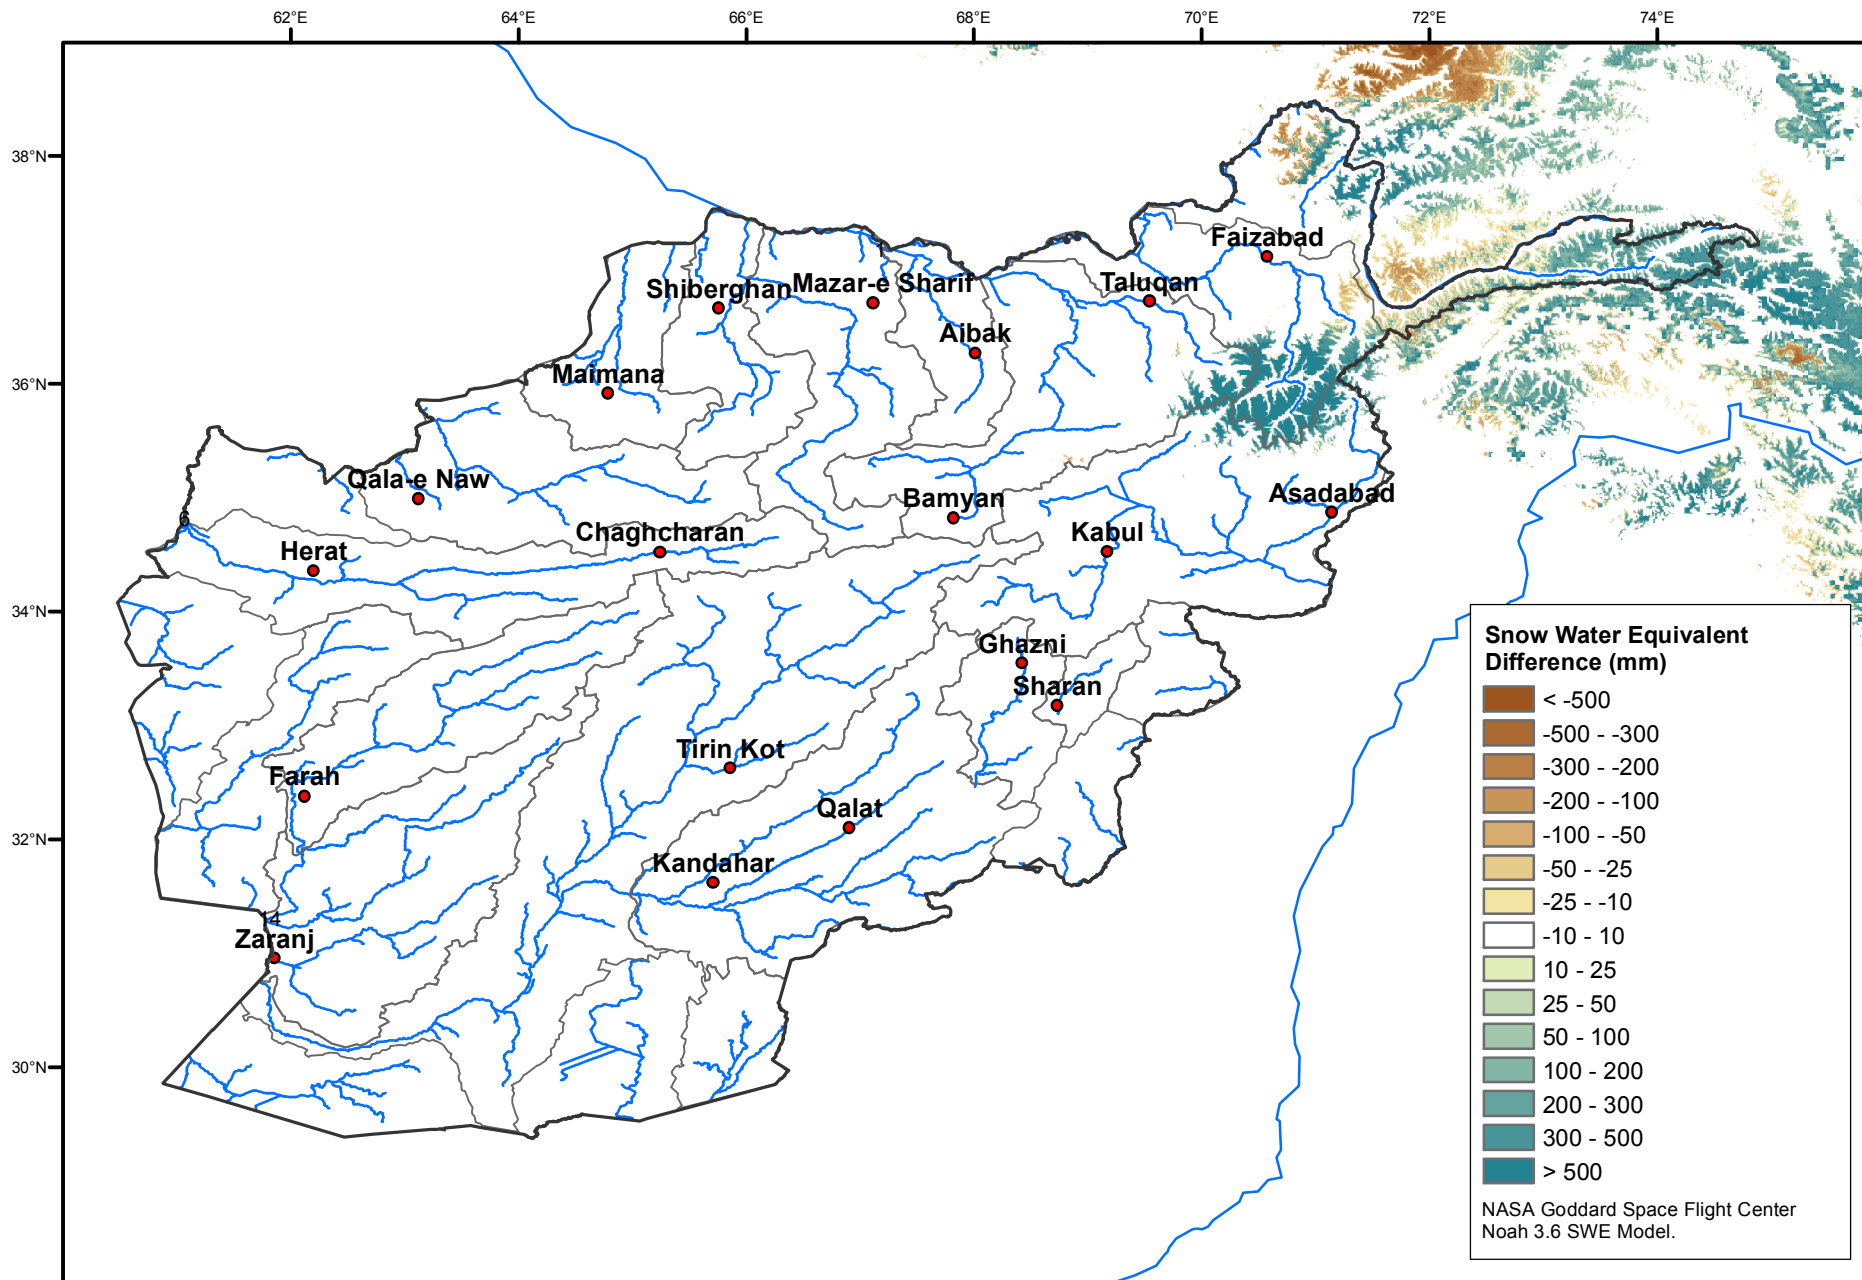 62°E 64°E 66°E 68°E 70°E 72°E 74°E
38°N
36°N
34°N
32°N
30°N
Faizabad
Taluqan
Mazar-e Sharif
Shiberghan
Aibak
Maimana
Qala-e Naw
Bamyan
Asadabad
Chaghcharan
Kabul
6
Herat
Ghazni
Sharan
Tirin Kot
Farah
Qalat
Kandahar
14
Zaranj
Snow Water Equivalent
Difference (mm)
< -500
-500 - -300
-300 - -200
-200 - -100
-100 - -50
-50 - -25
-25 - -10
-10 - 10
10 - 25
25 - 50
50 - 100
100 - 200
200 - 300
300 - 500
> 500
NASA Goddard Space Flight Center
Noah 3.6 SWE Model.